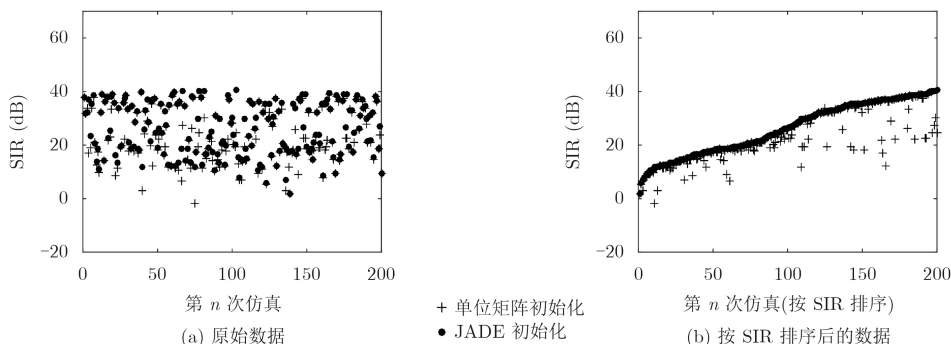 60
40
20
0
−20
SIR (dB)
0 50 100 150 200
第 n 次仿真
(a) 原始数据
+ 单位矩阵初始化
● JADE 初始化
60
40
20
0
−20
SIR (dB)
0 50 100 150 200
第 n 次仿真(按 SIR 排序)
(b) 按 SIR 排序后的数据